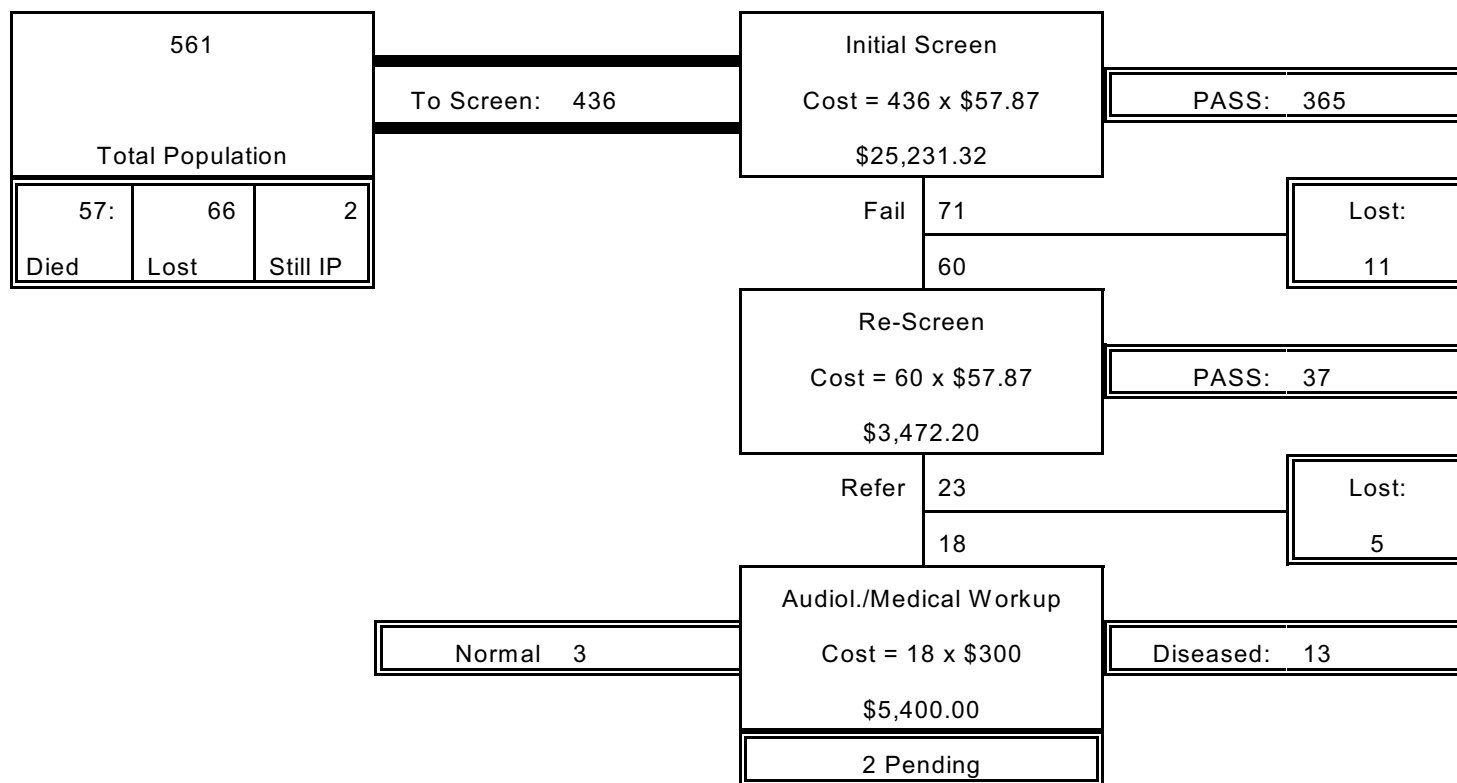 561
Total Population
57: 66 2
Died Lost Still IP
To Screen: 436
Initial Screen
Cost = 436 x $57.87
$25,231.32
PASS: 365
Fail 71
60
Lost:
11
Re-Screen
Cost = 60 x $57.87
$3,472.20
PASS: 37
Refer 23
18
Lost:
5
Audiol./Medical Workup
Cost = 18 x $300
$5,400.00
Normal 3
Diseased: 13
2 Pending